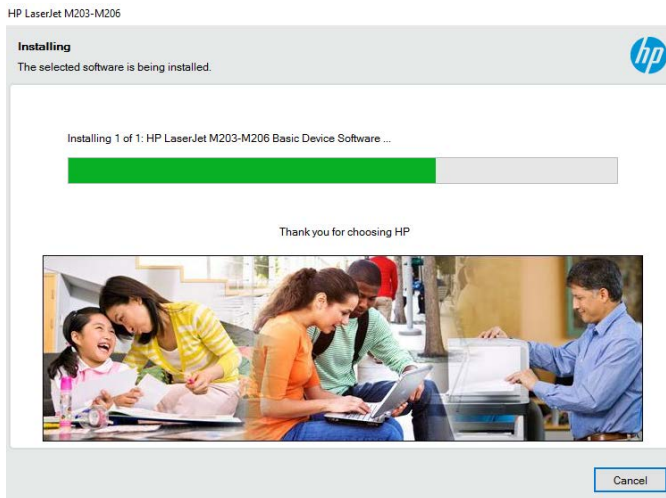 HP LaserJet M203-M206
Installing
The selected software is being installed.
hp
Installing 1 of 1: HP LaserJet M203-M206 Basic Device Software ...
Thank you for choosing HP
Cancel